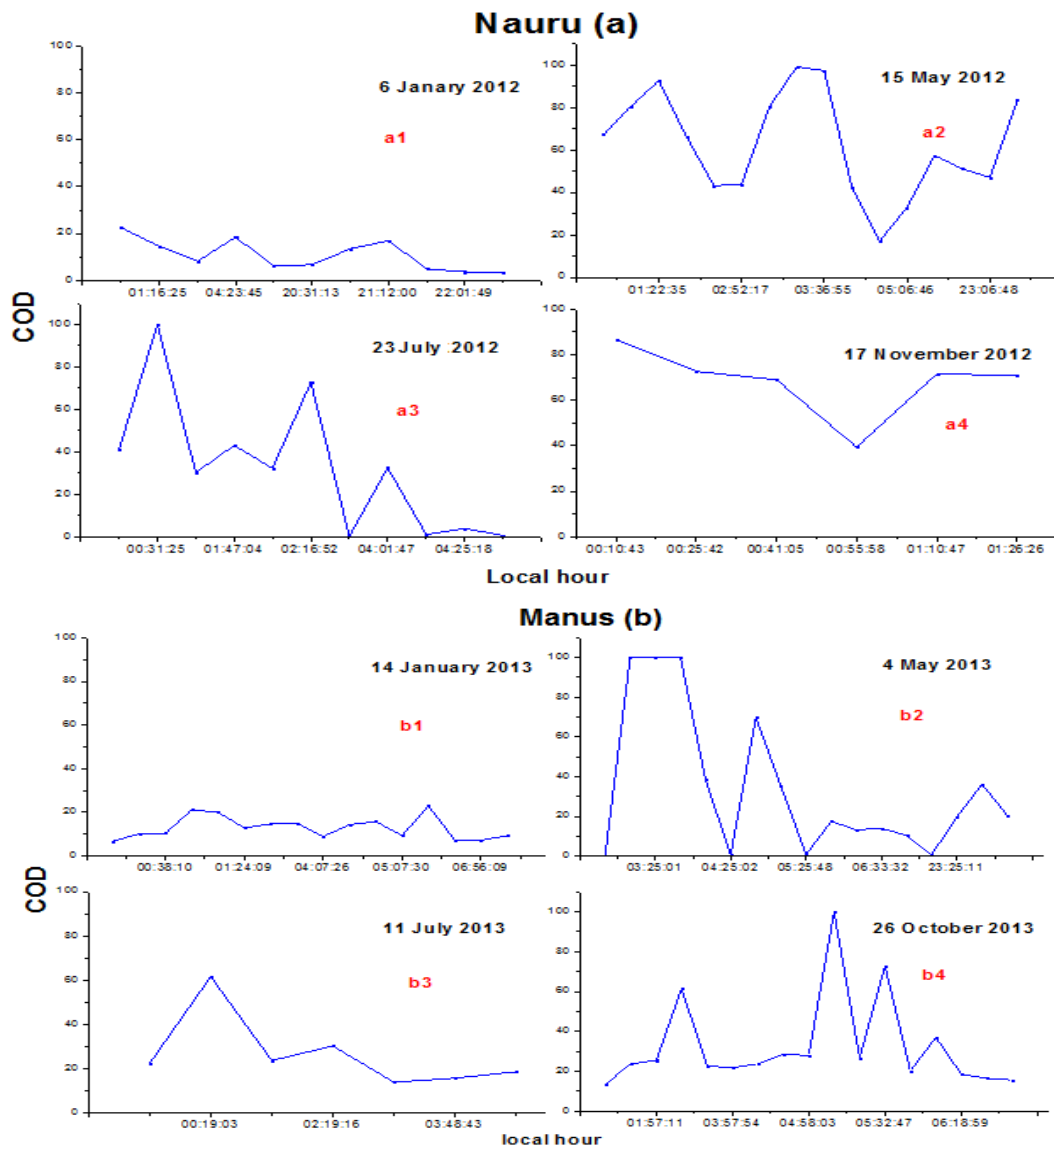 Nauru (a)
6 Janary 2012
a1
100
80
60
40
20
0
01:16:25 04:23:45 20:31:13 21:12:00 22:01:49
15 May 2012
a2
100
80
60
40
20
0
01:22:35 02:52:17 03:36:55 05:06:46 23:06:48
COD
23 July 2012
a3
100
80
60
40
20
0
00:31:25 01:47:04 02:16:52 04:01:47 04:25:18
17 November 2012
a4
100
80
60
40
20
0
00:10:43 00:25:42 00:41:05 00:55:58 01:10:47 01:26:26
Local hour
Manus (b)
14 January 2013
b1
100
80
60
40
20
0
00:38:10 01:24:09 04:07:26 05:07:30 06:56:09
4 May 2013
b2
100
80
60
40
20
0
03:25:01 04:25:02 05:25:48 06:33:32 23:25:11
COD
11 July 2013
b3
100
80
60
40
20
0
00:19:03 02:19:16 03:48:43
26 October 2013
b4
100
80
60
40
20
0
01:57:11 03:57:54 04:58:03 05:32:47 06:18:59
local hour